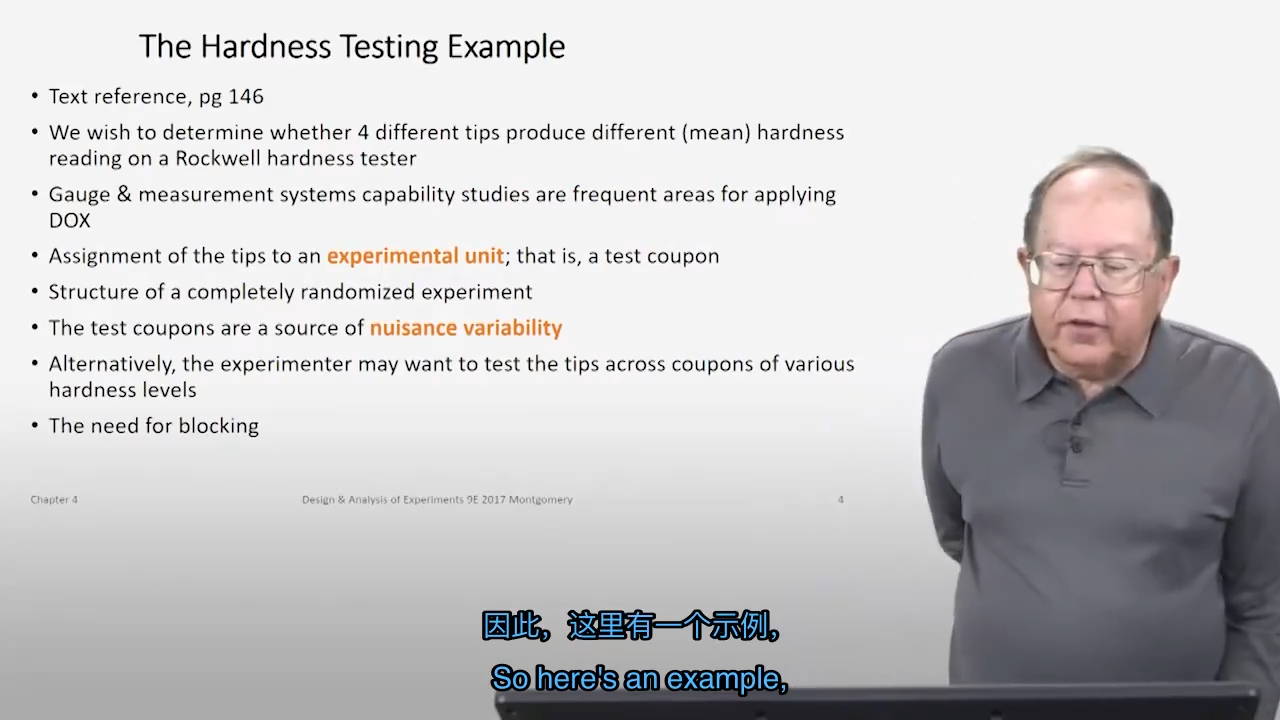 The Hardness Testing Example
• Text reference, pg 146
• We wish to determine whether 4 different tips produce different (mean) hardness
reading on a Rockwell hardness tester
• Gauge & measurement systems capability studies are frequent areas for applying
DOX
• Assignment of the tips to an experimental unit; that is, a test coupon
• Structure of a completely randomized experiment
• The test coupons are a source of nuisance variability
• Alternatively, the experimenter may want to test the tips across coupons of various
hardness levels
• The need for blocking
Chapter 4
Design & Analysis of Experiments 9E 2017 Montgomery
4
因此，这里有一个示例，
So here's an example,